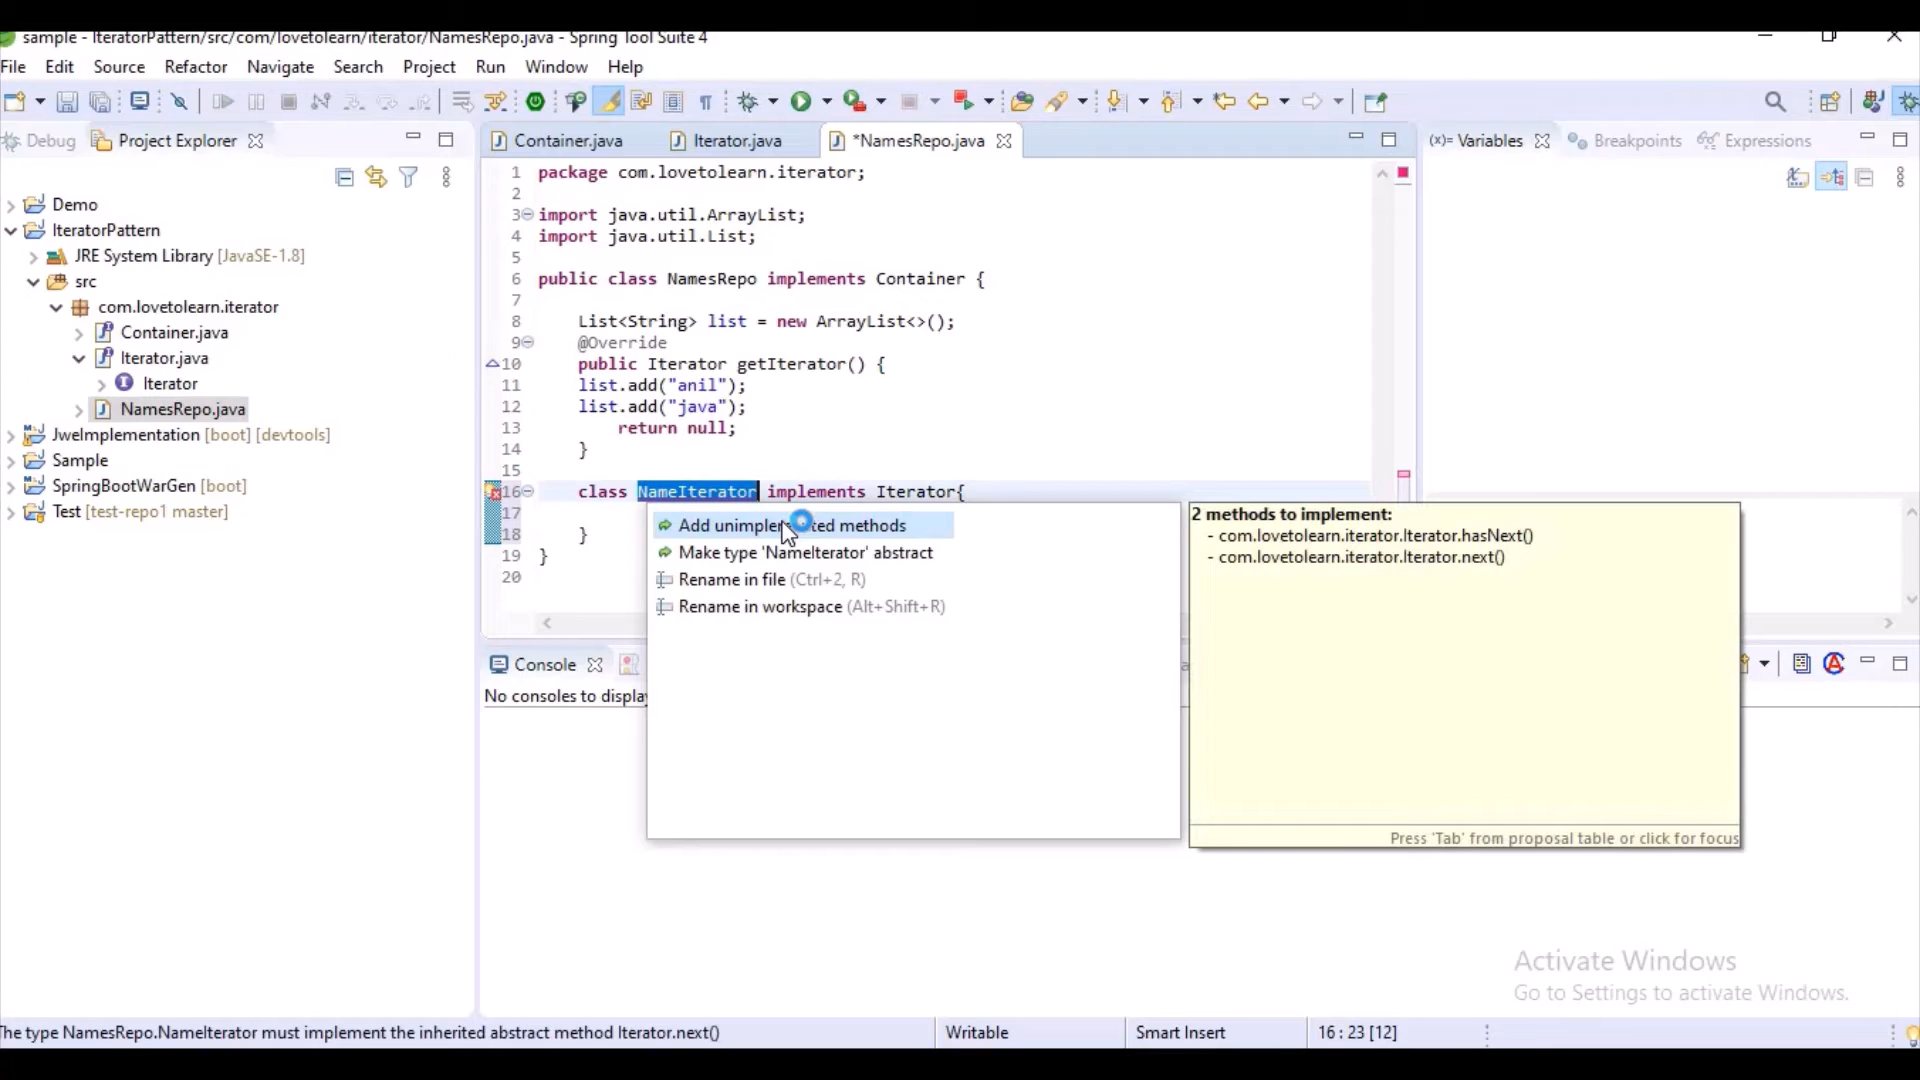 sample - IteratorPattern/src/com/lovetolearn/iterator/NamesRepo.java - Spring Tool Suite 4
File Edit Source Refactor Navigate Search Project Run Window Help
Debug Project Explorer
Container.java Iterator.java *NamesRepo.java
(x)= Variables Breakpoints Expressions
Demo
IteratorPattern
JRE System Library [JavaSE-1.8]
src
com.lovetolearn.iterator
Container.java
Iterator.java
Iterator
NamesRepo.java
JweImplementation [boot] [devtools]
Sample
SpringBootWarGen [boot]
Test [test-repo1 master]
1 package com.lovetolearn.iterator;
2
3 import java.util.ArrayList;
4 import java.util.List;
5
6 public class NamesRepo implements Container {
7
8 List<String> list = new ArrayList<>();
9 @Override
10 public Iterator getIterator() {
11 list.add("anil");
12 list.add("java");
13 return null;
14 }
15
16 class NameIterator implements Iterator{
17
18 }
19 }
20
Add unimplemented methods
Make type 'NameIterator' abstract
Rename in file (Ctrl+2, R)
Rename in workspace (Alt+Shift+R)
2 methods to implement:
- com.lovetolearn.iterator.Iterator.hasNext()
- com.lovetolearn.iterator.Iterator.next()
Press 'Tab' from proposal table or click for focus
Console
No consoles to display
Activate Windows
Go to Settings to activate Windows.
The type NamesRepo.NameIterator must implement the inherited abstract method Iterator.next()
Writable
Smart Insert
16 : 23 [12]